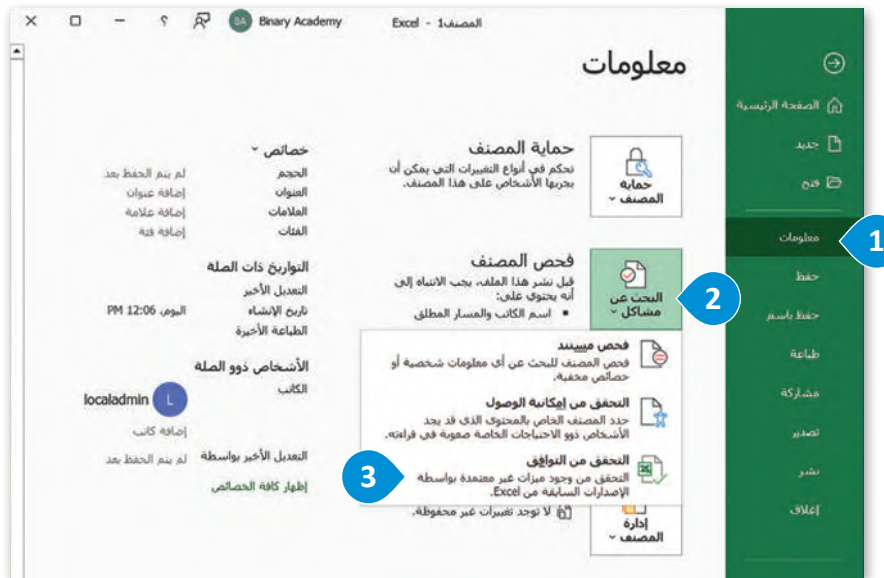 المصنف1 - Excel
Binary Academy
BA
؟
معلومات
الصفحة الرئيسية
جديد
فتح
معلومات
1
حفظ
حفظ باسم
طباعة
مشاركة
تصدير
نشر
إغلاق
حماية المصنف
تحكم في أنواع التغييرات التي يمكن أن
يجريها الأشخاص على هذا المصنف.
حماية
المصنف
فحص المصنف
قبل نشر هذا الملف، يجب الانتباه إلى
أنه يحتوي على:
اسم الكاتب والمسار المطلق
البحث عن
مشاكل
2
فحص مستند
فحص المصنف للبحث عن أي معلومات شخصية أو
خصائص مخفية.
التحقق من إمكانية الوصول
حدد المصنف الخاص بالمحتوى الذي قد يجد
الأشخاص ذوو الاحتياجات الخاصة صعوبة في قراءته.
التحقق من التوافق
التحقق من وجود ميزات غير معتمدة بواسطة
الإصدارات السابقة من Excel.
3
لا توجد تغييرات غير محفوظة.
إدارة
المصنف
خصائص
الحجم لم يتم الحفظ بعد
العنوان إضافة عنوان
العلامات إضافة علامة
الفئات إضافة فئة
التواريخ ذات الصلة
التعديل الأخير
تاريخ الإنشاء اليوم، 12:06 PM
الطباعة الأخيرة
الأشخاص ذوو الصلة
الكاتب
L localadmin
إضافة كاتب
التعديل الأخير بواسطة لم يتم الحفظ بعد
إظهار كافة الخصائص